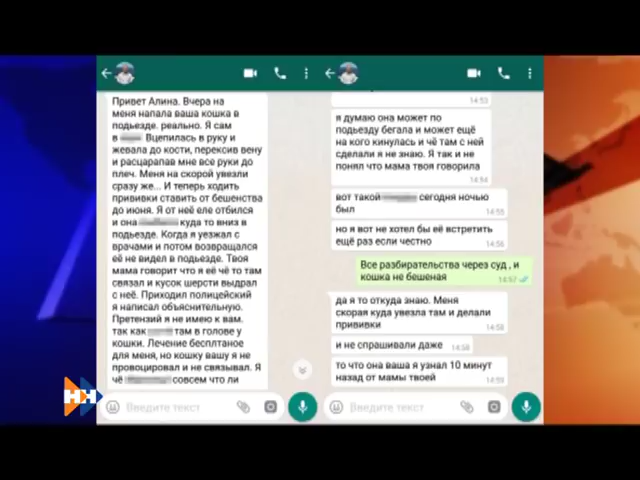 Привет Алина. Вчера на
меня напала ваша кошка в
подьезде. реально. Я сам
в
Вцепилась в руку и
жевала до кости, перексив вену
и расцарапав мне все руки до
плеч. Меня на скорой увезли
сразу же... И теперь ходить
прививки ставить от бешенства
до июня. Я от неё еле отбился
и она
куда то вниз в
подьезде. Когда я уезжал с
врачами и потом возвращался
её не видел в подьезде. Твоя
мама говорит что я её чё то там
связал и кусок шерсти выдрал
с неё. Приходил полицейский
я написал объяснительную.
Претензий я не имею к вам.
так как
там в голове у
кошки. Лечение бесплтаное
для меня, но кошку вашу я не
провоцировал и не связывал. Я
чё
совсем что ли
Введите текст
14:53
я думаю она может по
подьезду бегала и может ещё
на кого кинулась и чё там с ней
сделали я не знаю. Я так и не
понял что мама твоя говорила
14:54
вот такой
сегодня ночью
был
14:55
но я вот не хотел бы её встретить
ещё раз если честно
14:56
Все разбирательства через суд , и
кошка не бешеная
14:57
да я то откуда знаю. Меня
скорая куда увезла там и делали
прививки
14:58
и не спрашивали даже
14:58
то что она ваша я узнал 10 минут
назад от мамы твоей
14:59
Введите текст
НН